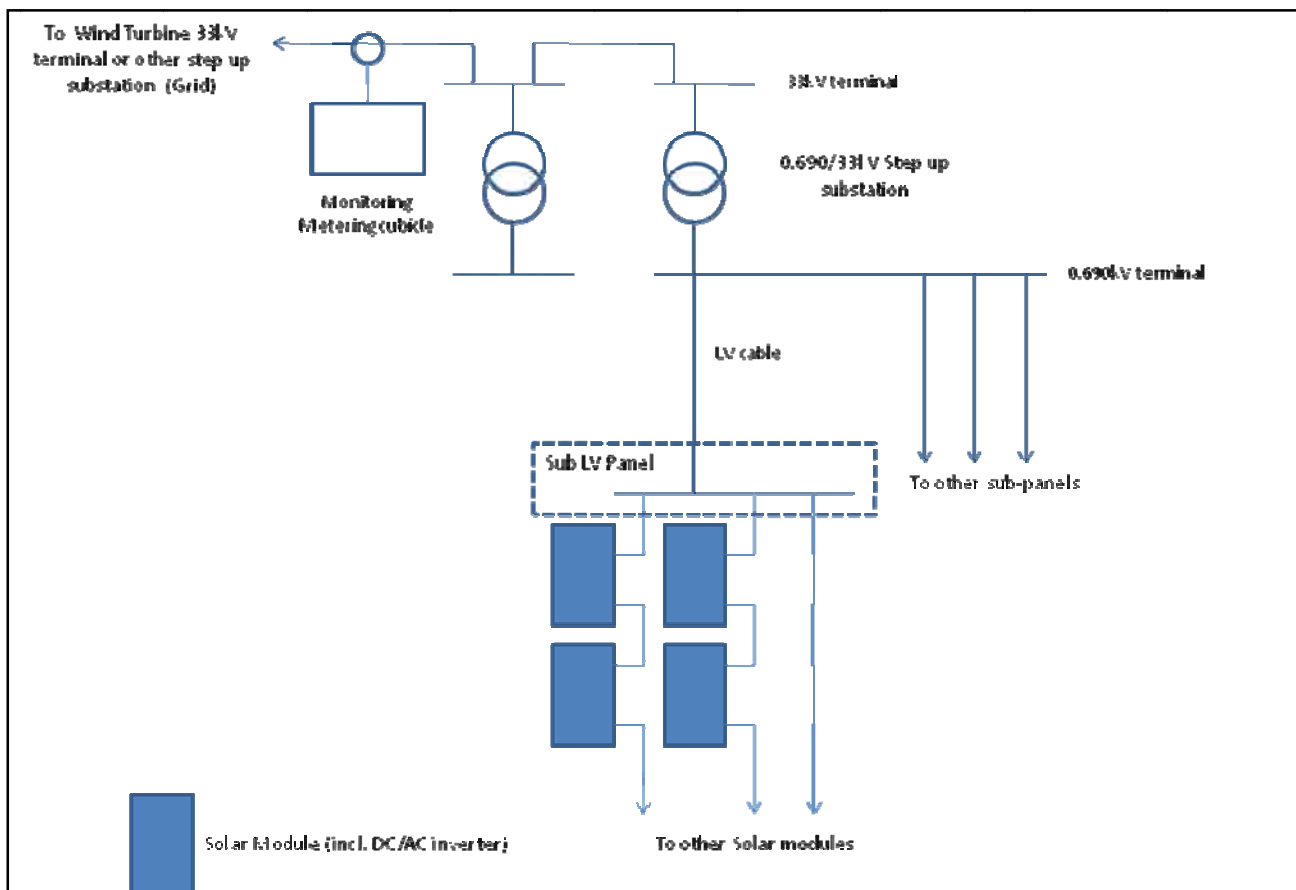 To Wind Turbine 33kV
terminal or other step up
substation (Grid)
33kV terminal
0.690/33kV Step up
substation
Monitoring
Metering cubicle
0.690kV terminal
LV cable
Sub LV Panel
To other sub-panels
Solar Module (incl. DC/AC inverter)
To other Solar modules